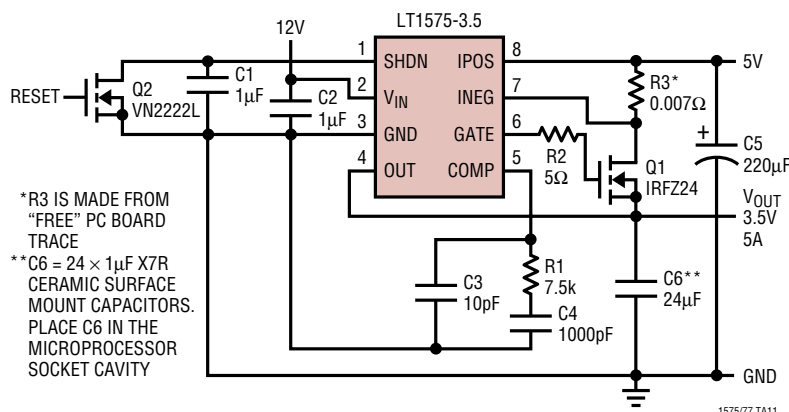 LT1575-3.5
12V
1 SHDN IPOS 8
5V
C1
1µF
Q2
VN2222L
RESET
2 VIN INEG 7
R3*
0.007Ω
C2
1µF
3 GND GATE 6
R2
5Ω
4 OUT COMP 5
Q1
IRFZ24
+
C5
220µF
VOUT
3.5V
5A
*R3 IS MADE FROM
“FREE” PC BOARD
TRACE
**C6 = 24 × 1µF X7R
CERAMIC SURFACE
MOUNT CAPACITORS.
PLACE C6 IN THE
MICROPROCESSOR
SOCKET CAVITY
C3
10pF
R1
7.5k
C4
1000pF
C6**
24µF
GND
1575/77 TA11